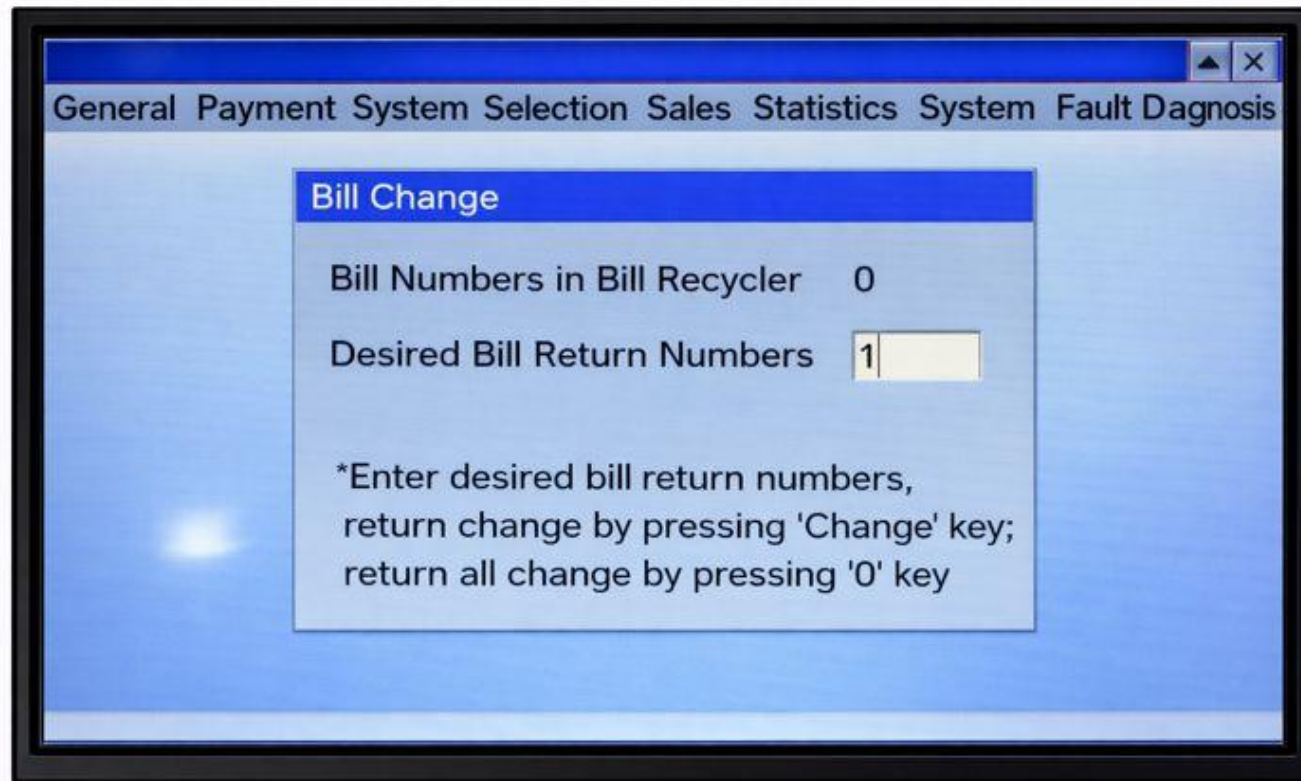 General Payment System Selection Sales Statistics System Fault Dagnosis
Bill Change
Bill Numbers in Bill Recycler 0
Desired Bill Return Numbers 1
*Enter desired bill return numbers,
return change by pressing 'Change' key;
return all change by pressing '0' key